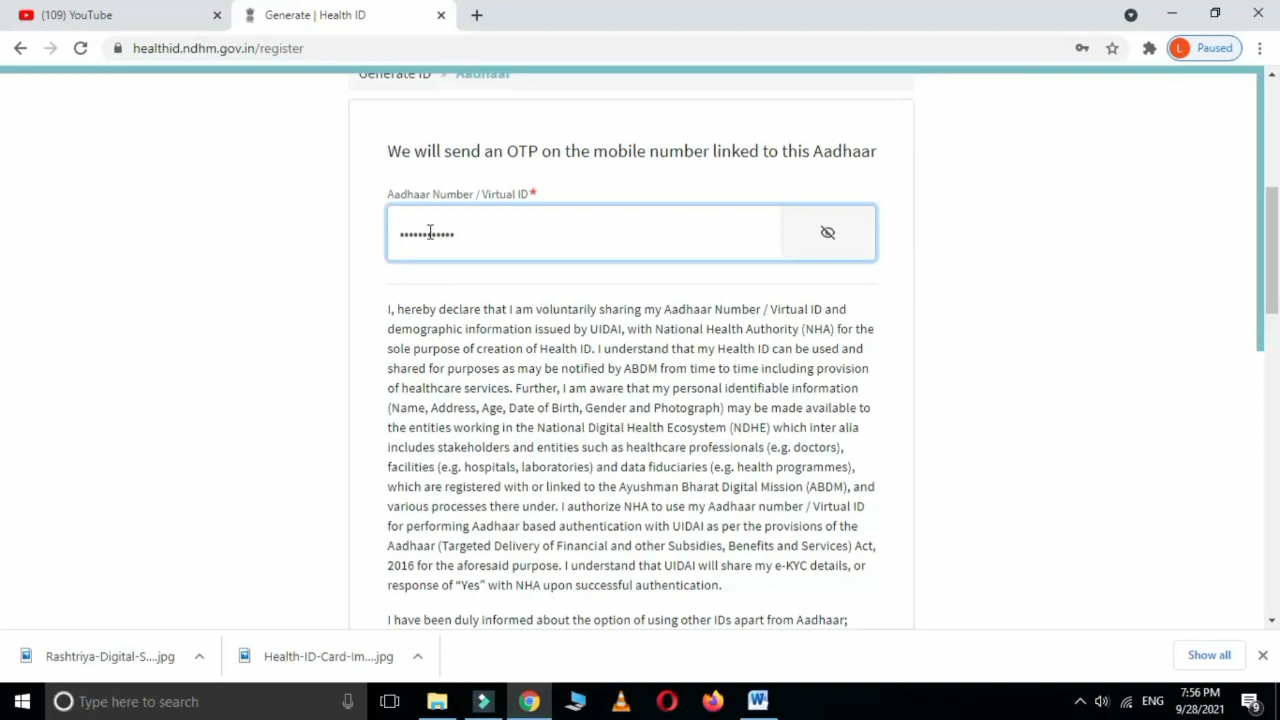 (109) YouTube
Generate | Health ID
healthid.ndhm.gov.in/register
L Paused
Generate ID » Aadhaar
We will send an OTP on the mobile number linked to this Aadhaar
Aadhaar Number / Virtual ID*
••••••••••••
I, hereby declare that I am voluntarily sharing my Aadhaar Number / Virtual ID and
demographic information issued by UIDAI, with National Health Authority (NHA) for the
sole purpose of creation of Health ID. I understand that my Health ID can be used and
shared for purposes as may be notified by ABDM from time to time including provision
of healthcare services. Further, I am aware that my personal identifiable information
(Name, Address, Age, Date of Birth, Gender and Photograph) may be made available to
the entities working in the National Digital Health Ecosystem (NDHE) which inter alia
includes stakeholders and entities such as healthcare professionals (e.g. doctors),
facilities (e.g. hospitals, laboratories) and data fiduciaries (e.g. health programmes),
which are registered with or linked to the Ayushman Bharat Digital Mission (ABDM), and
various processes there under. I authorize NHA to use my Aadhaar number / Virtual ID
for performing Aadhaar based authentication with UIDAI as per the provisions of the
Aadhaar (Targeted Delivery of Financial and other Subsidies, Benefits and Services) Act,
2016 for the aforesaid purpose. I understand that UIDAI will share my e-KYC details, or
response of “Yes” with NHA upon successful authentication.
I have been duly informed about the option of using other IDs apart from Aadhaar;
Rashtriya-Digital-S....jpg
Health-ID-Card-Im....jpg
Show all
Type here to search
ENG
7:56 PM
9/28/2021
9